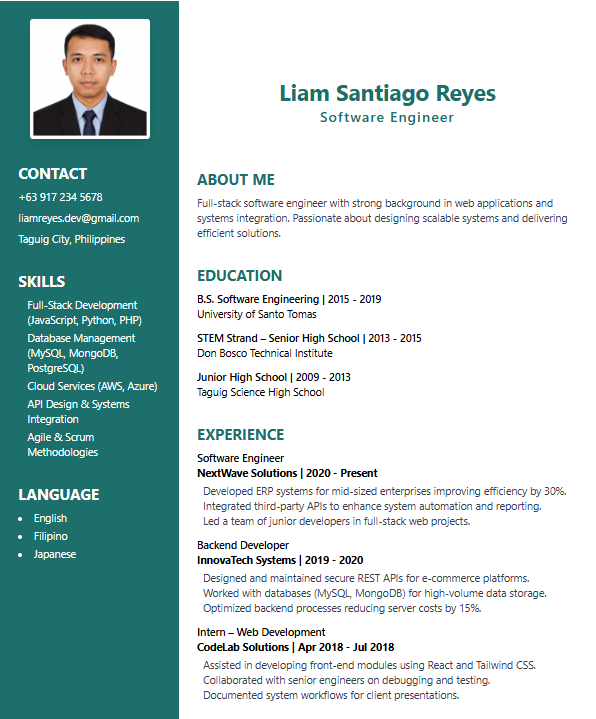 Liam Santiago Reyes
Software Engineer
CONTACT
+63 917 234 5678
liamreyes.dev@gmail.com
Taguig City, Philippines
SKILLS
Full-Stack Development
(JavaScript, Python, PHP)
Database Management
(MySQL, MongoDB,
PostgreSQL)
Cloud Services (AWS, Azure)
API Design & Systems
Integration
Agile & Scrum
Methodologies
LANGUAGE
• English
• Filipino
• Japanese
ABOUT ME
Full-stack software engineer with strong background in web applications and
systems integration. Passionate about designing scalable systems and delivering
efficient solutions.
EDUCATION
B.S. Software Engineering | 2015 - 2019
University of Santo Tomas
STEM Strand – Senior High School | 2013 - 2015
Don Bosco Technical Institute
Junior High School | 2009 - 2013
Taguig Science High School
EXPERIENCE
Software Engineer
NextWave Solutions | 2020 - Present
Developed ERP systems for mid-sized enterprises improving efficiency by 30%.
Integrated third-party APIs to enhance system automation and reporting.
Led a team of junior developers in full-stack web projects.
Backend Developer
InnovaTech Systems | 2019 - 2020
Designed and maintained secure REST APIs for e-commerce platforms.
Worked with databases (MySQL, MongoDB) for high-volume data storage.
Optimized backend processes reducing server costs by 15%.
Intern – Web Development
CodeLab Solutions | Apr 2018 - Jul 2018
Assisted in developing front-end modules using React and Tailwind CSS.
Collaborated with senior engineers on debugging and testing.
Documented system workflows for client presentations.